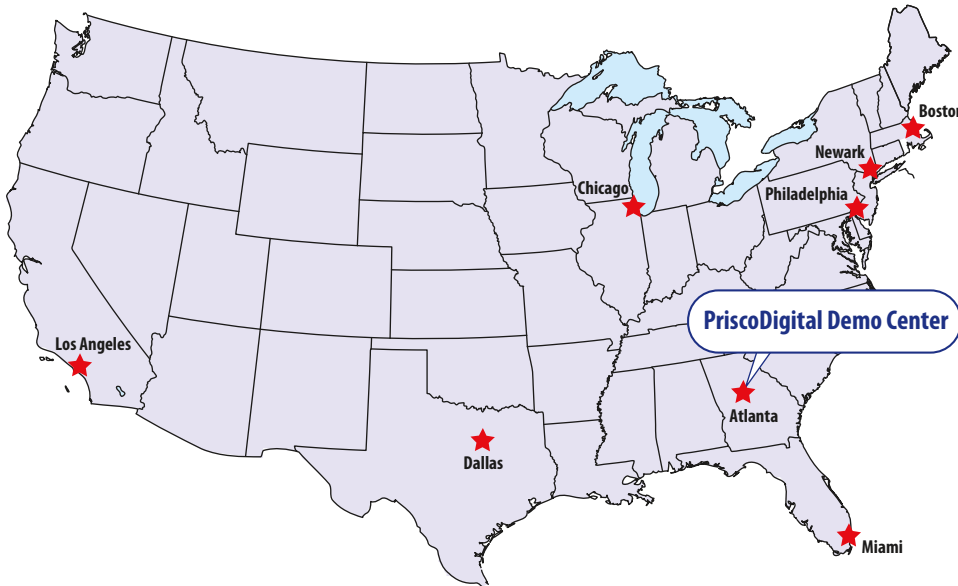 Boston
Newark
Chicago
Philadelphia
PriscoDigital Demo Center
Los Angeles
Atlanta
Dallas
Miami